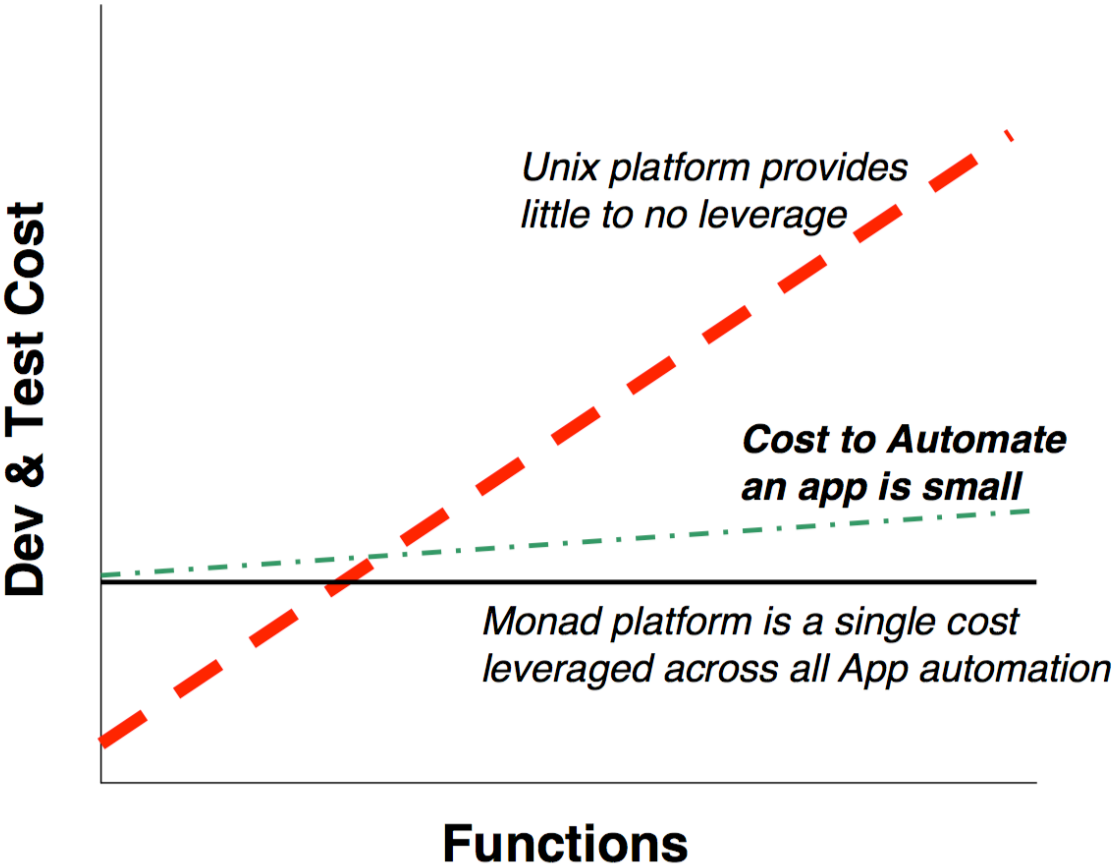 Dev & Test Cost
Unix platform provides
little to no leverage
Cost to Automate
an app is small
Monad platform is a single cost
leveraged across all App automation
Functions